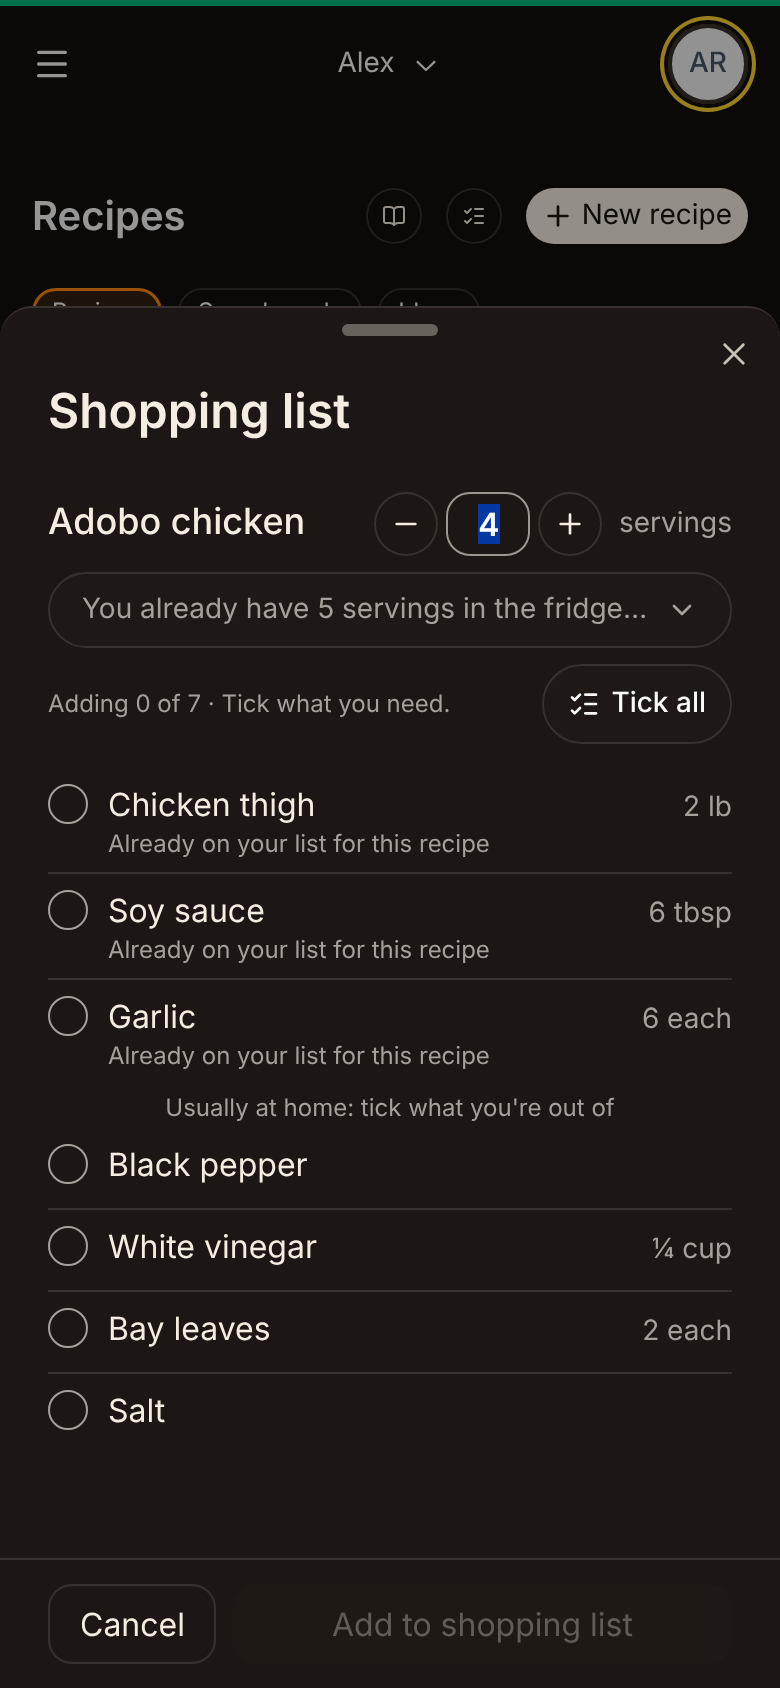 Alex
AR
Recipes
New recipe
Shopping list
Adobo chicken
4
servings
You already have 5 servings in the fridge...
Adding 0 of 7 · Tick what you need.
Tick all
Chicken thigh
2 lb
Already on your list for this recipe
Soy sauce
6 tbsp
Already on your list for this recipe
Garlic
6 each
Already on your list for this recipe
Usually at home: tick what you're out of
Black pepper
White vinegar
¼ cup
Bay leaves
2 each
Salt
Cancel
Add to shopping list